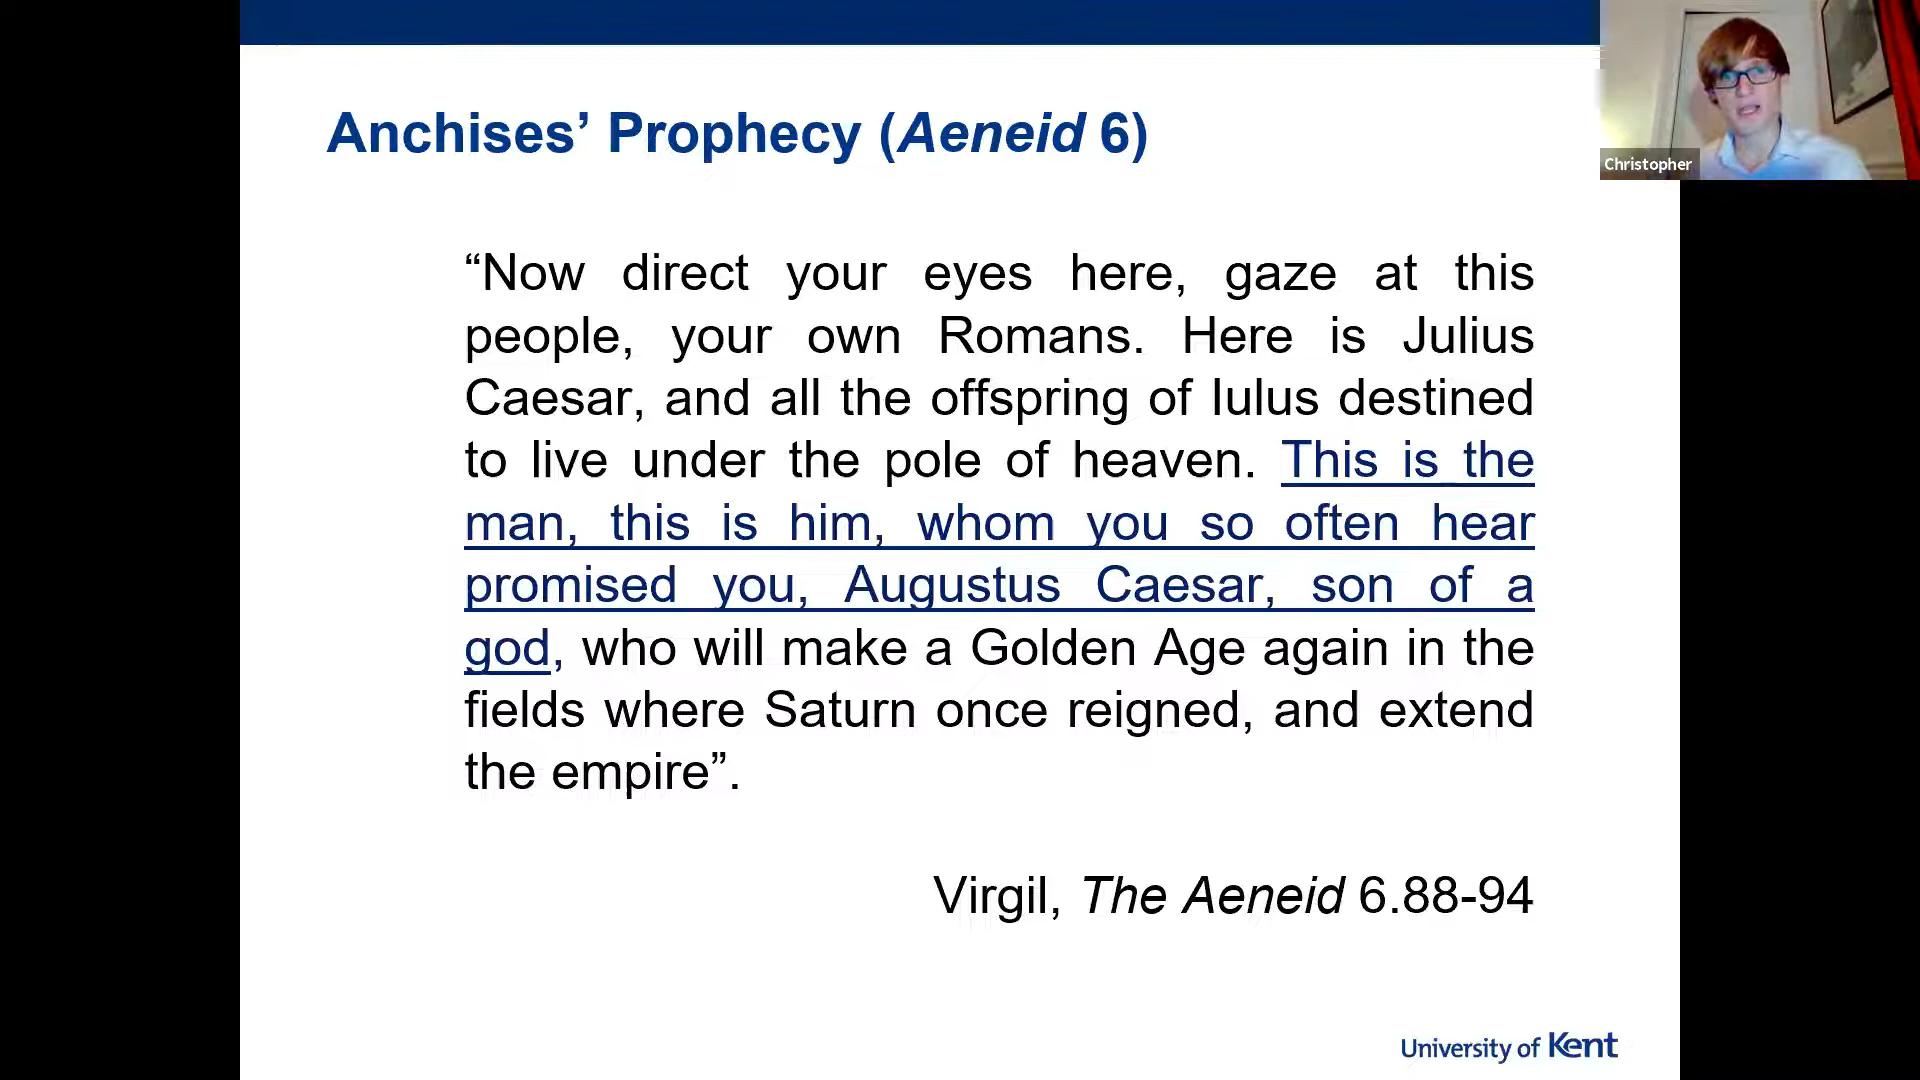 Anchises’ Prophecy (Aeneid 6)
Christopher
“Now direct your eyes here, gaze at this
people, your own Romans. Here is Julius
Caesar, and all the offspring of Iulus destined
to live under the pole of heaven. This is the
man, this is him, whom you so often hear
promised you, Augustus Caesar, son of a
god, who will make a Golden Age again in the
fields where Saturn once reigned, and extend
the empire”.
Virgil, The Aeneid 6.88-94
University of Kent